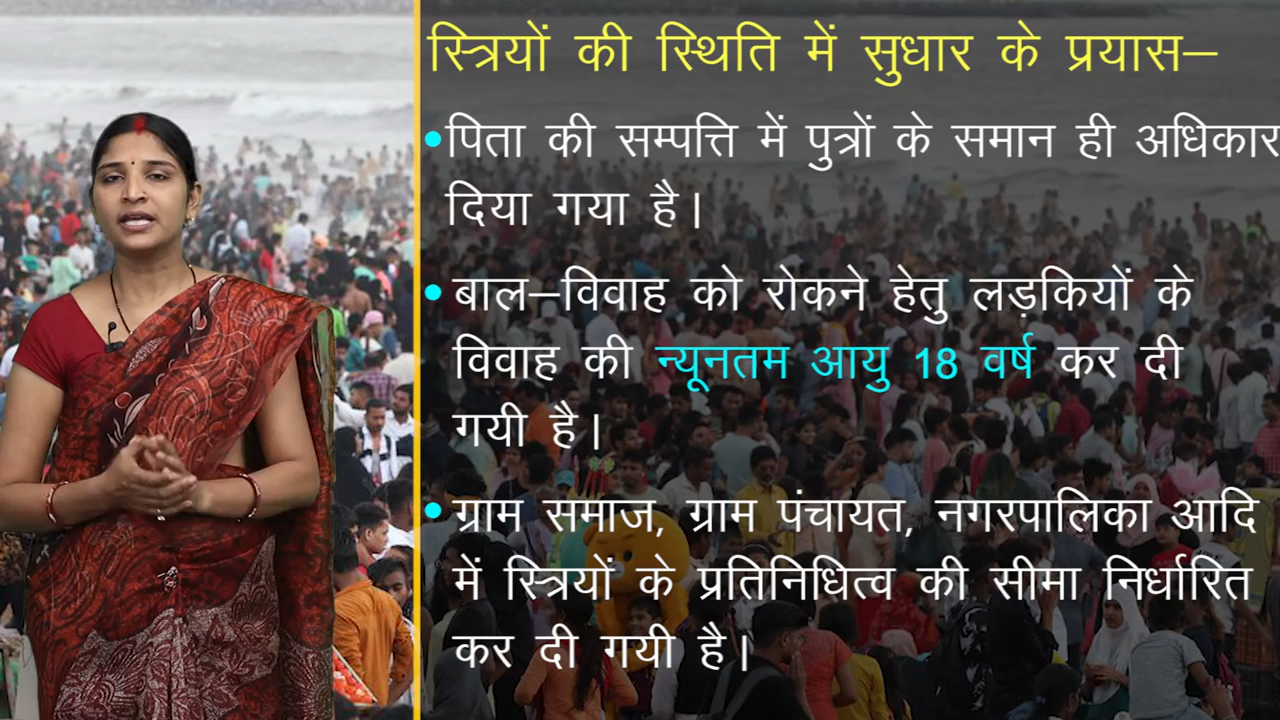 स्त्रियों की स्थिति में सुधार के प्रयास–
•पिता की सम्पत्ति में पुत्रों के समान ही अधिकार
दिया गया है।
• बाल–विवाह को रोकने हेतु लड़कियों के
विवाह की न्यूनतम आयु 18 वर्ष कर दी
गयी है।
• ग्राम समाज, ग्राम पंचायत, नगरपालिका आदि
में स्त्रियों के प्रतिनिधित्व की सीमा निर्धारित
कर दी गयी है।